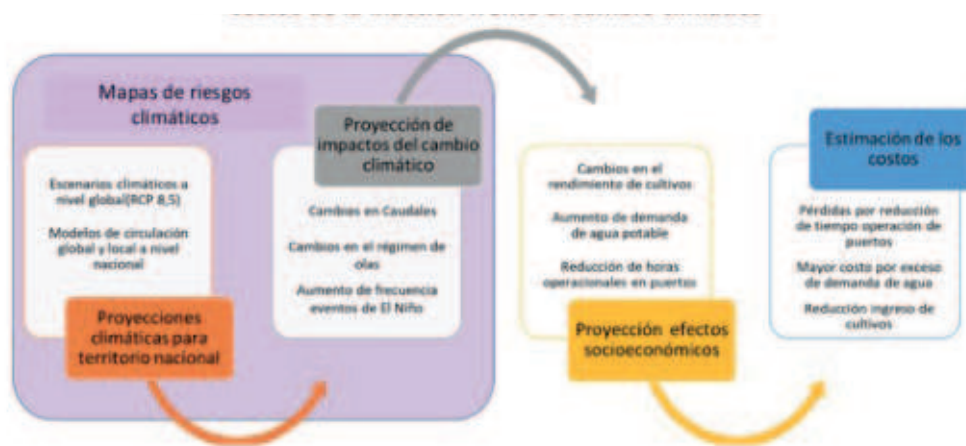 Mapas de riesgos
climáticos
Escenarios climáticos a
nivel global(RCP 8,5)
Modelos de circulación
global y local a nivel
nacional
Proyecciones
climáticas para
territorio nacional
Proyección de
impactos del cambio
climático
Cambios en Caudales
Cambios en el régimen de
olas
Aumento de frecuencia
eventos de El Niño
Cambios en el
rendimiento de cultivos
Aumento de demanda
de agua potable
Reducción de horas
operacionales en puertos
Proyección efectos
socioeconómicos
Estimación de los
costos
Pérdidas por reducción
de tiempo operación de
puertos
Mayor costo por exceso
de demanda de agua
Reducción ingreso de
cultivos